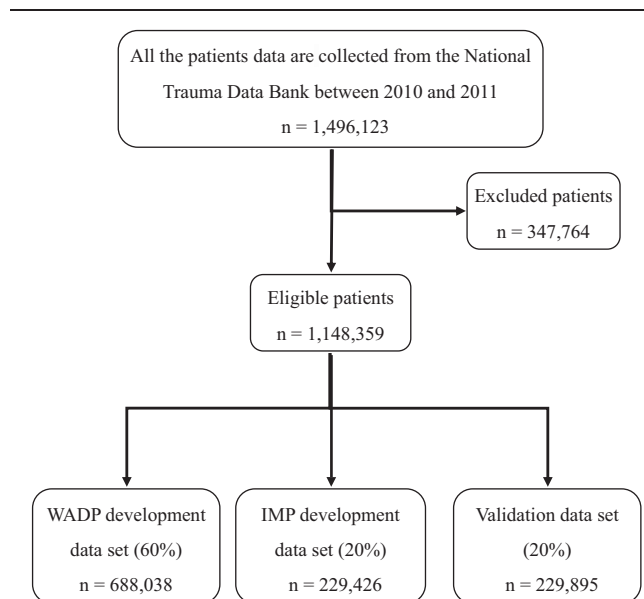 All the patients data are collected from the National
Trauma Data Bank between 2010 and 2011
n = 1,496,123
Excluded patients
n = 347,764
Eligible patients
n = 1,148,359
WADP development
data set (60%)
n = 688,038
IMP development
data set (20%)
n = 229,426
Validation data set
(20%)
n = 229,895